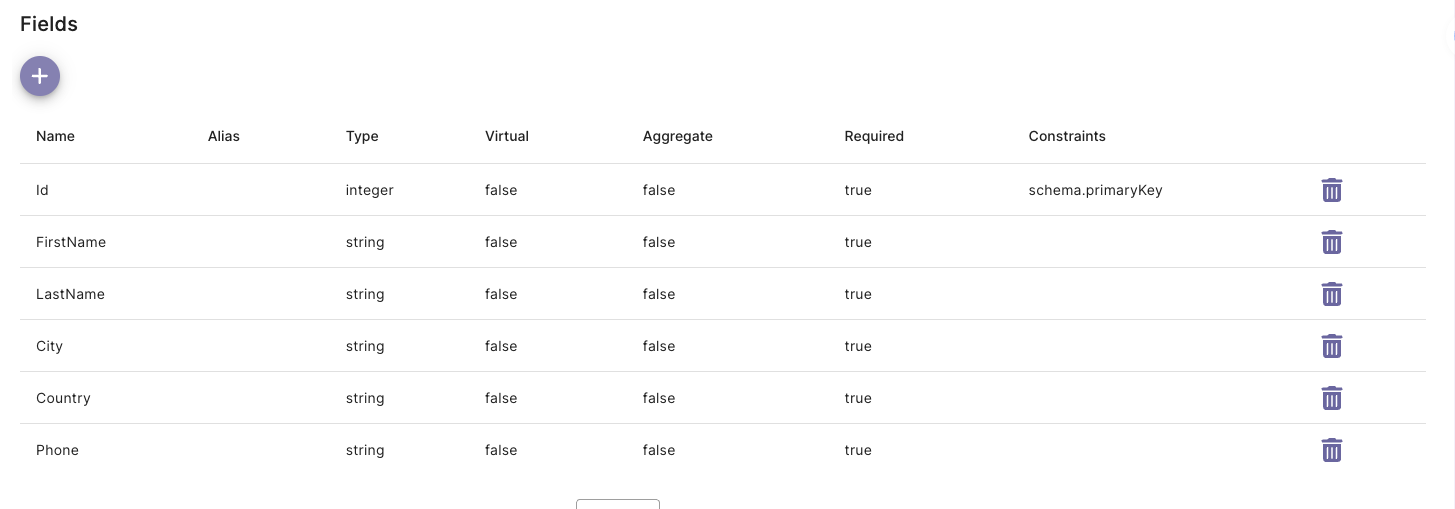 Fields
Name Alias Type Virtual Aggregate Required Constraints
Id integer false false true schema.primaryKey
FirstName string false false true
LastName string false false true
City string false false true
Country string false false true
Phone string false false true